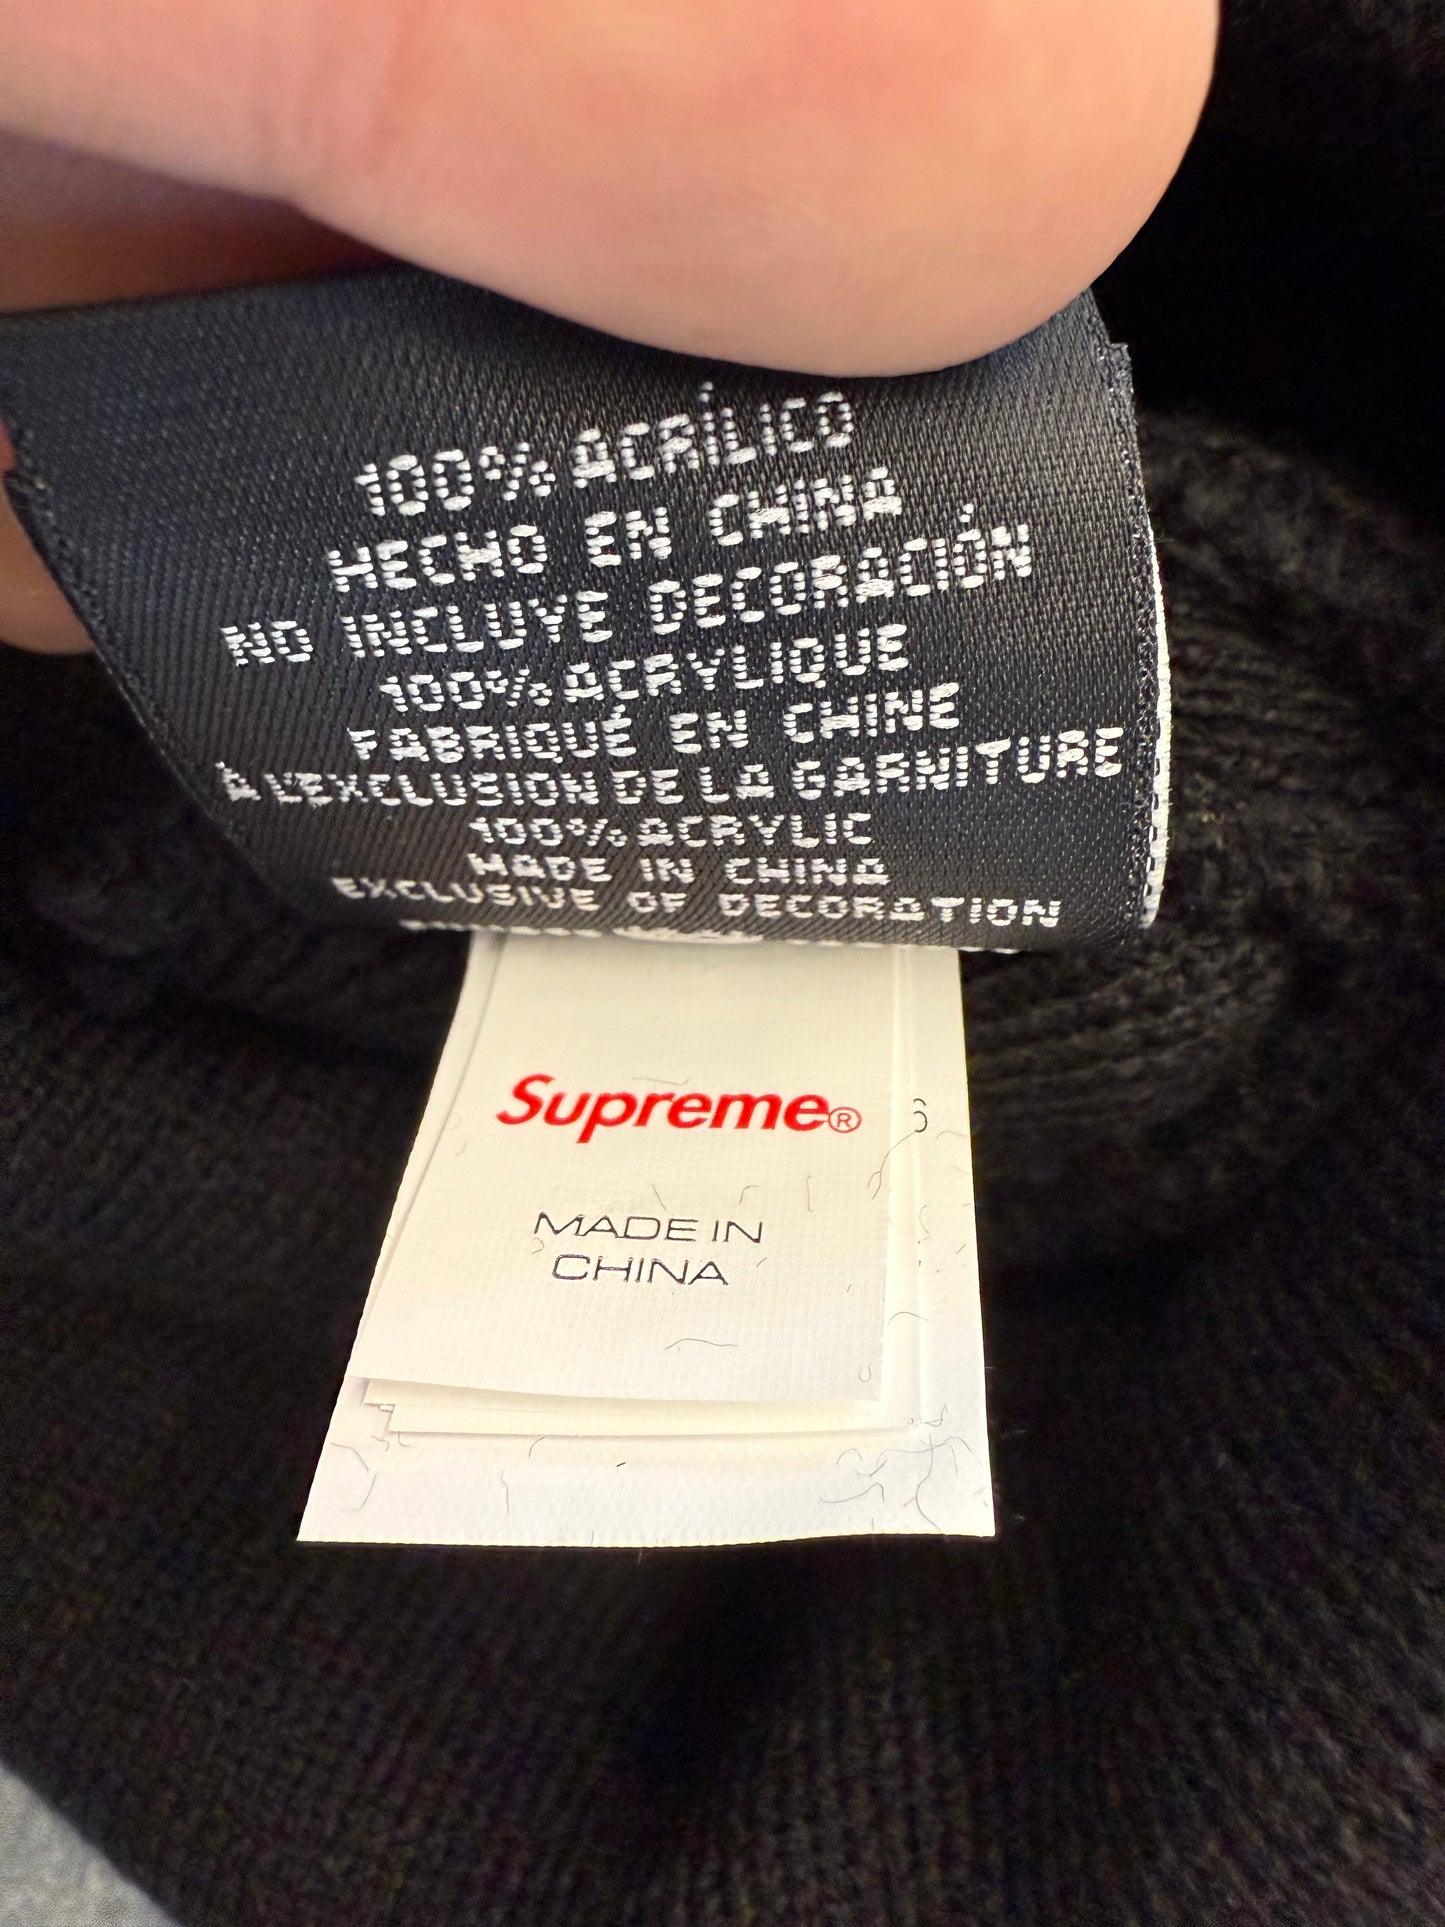 100% ACRÍLICO
HECHO EN CHINA
NO INCLUYE DECORACIÓN
100% ACRYLIQUE
FABRIQUÉ EN CHINE
À L'EXCLUSION DE LA GARNITURE
100% ACRYLIC
MADE IN CHINA
EXCLUSIVE OF DECORATION
Supreme®
MADE IN
CHINA